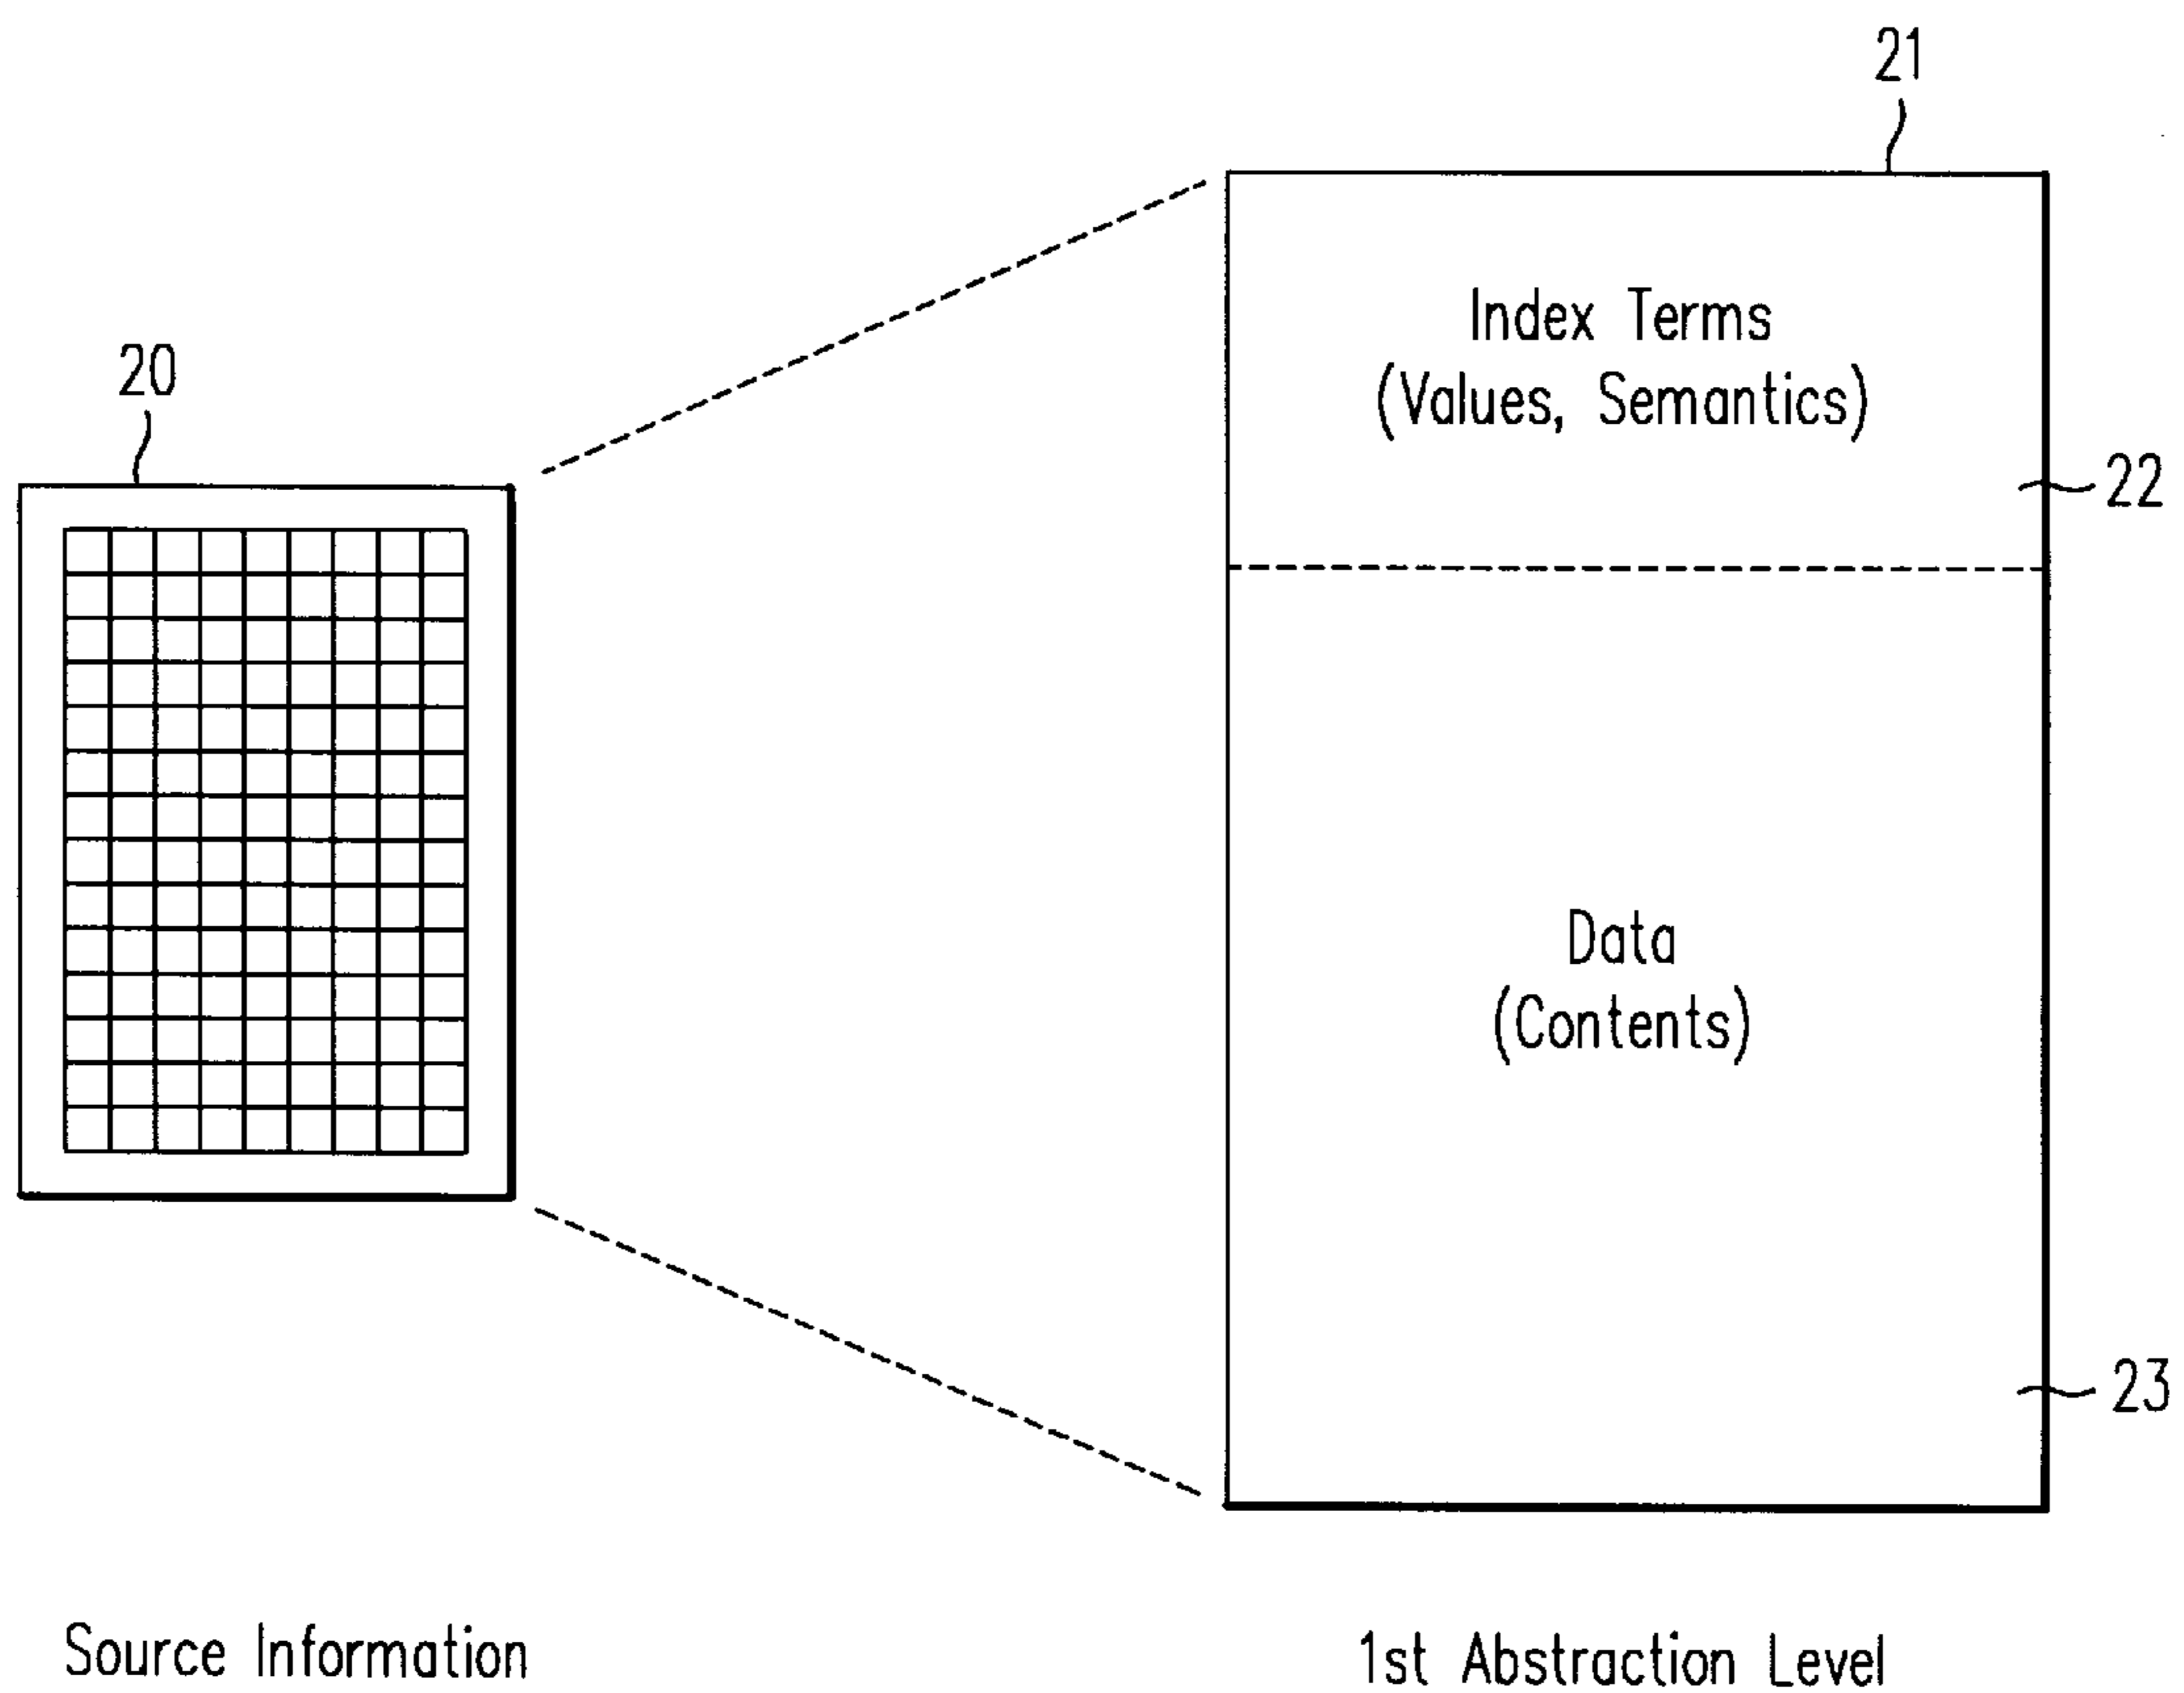 21
20
Index Terms
(Values, Semantics)
22
Data
(Contents)
23
Source Information
1st Abstraction Level